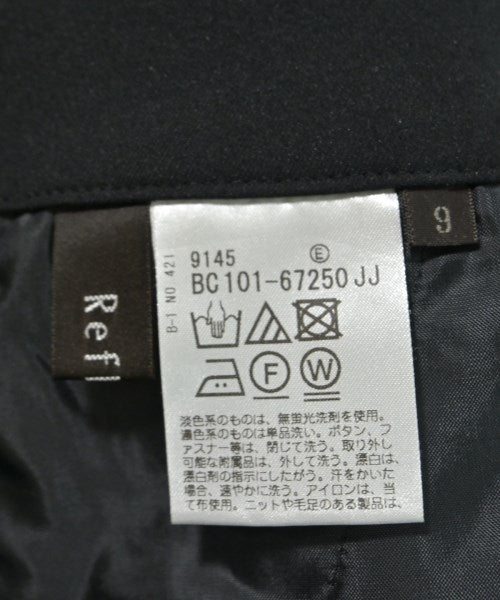 9
9145 Ⓔ
BC101-67250JJ
B-1 NO 421
Ref
F W
淡色系のものは、無蛍光洗剤を使用。
濃色系のものは単品洗い。ボタン、フ
ァスナー等は、閉じて洗う。取り外し
可能な附属品は、外して洗う。漂白は、
漂白剤の指示にしたがう。汗をかいた
場合、速やかに洗う。アイロンは、当
て布使用。ニットや毛足のある製品は、